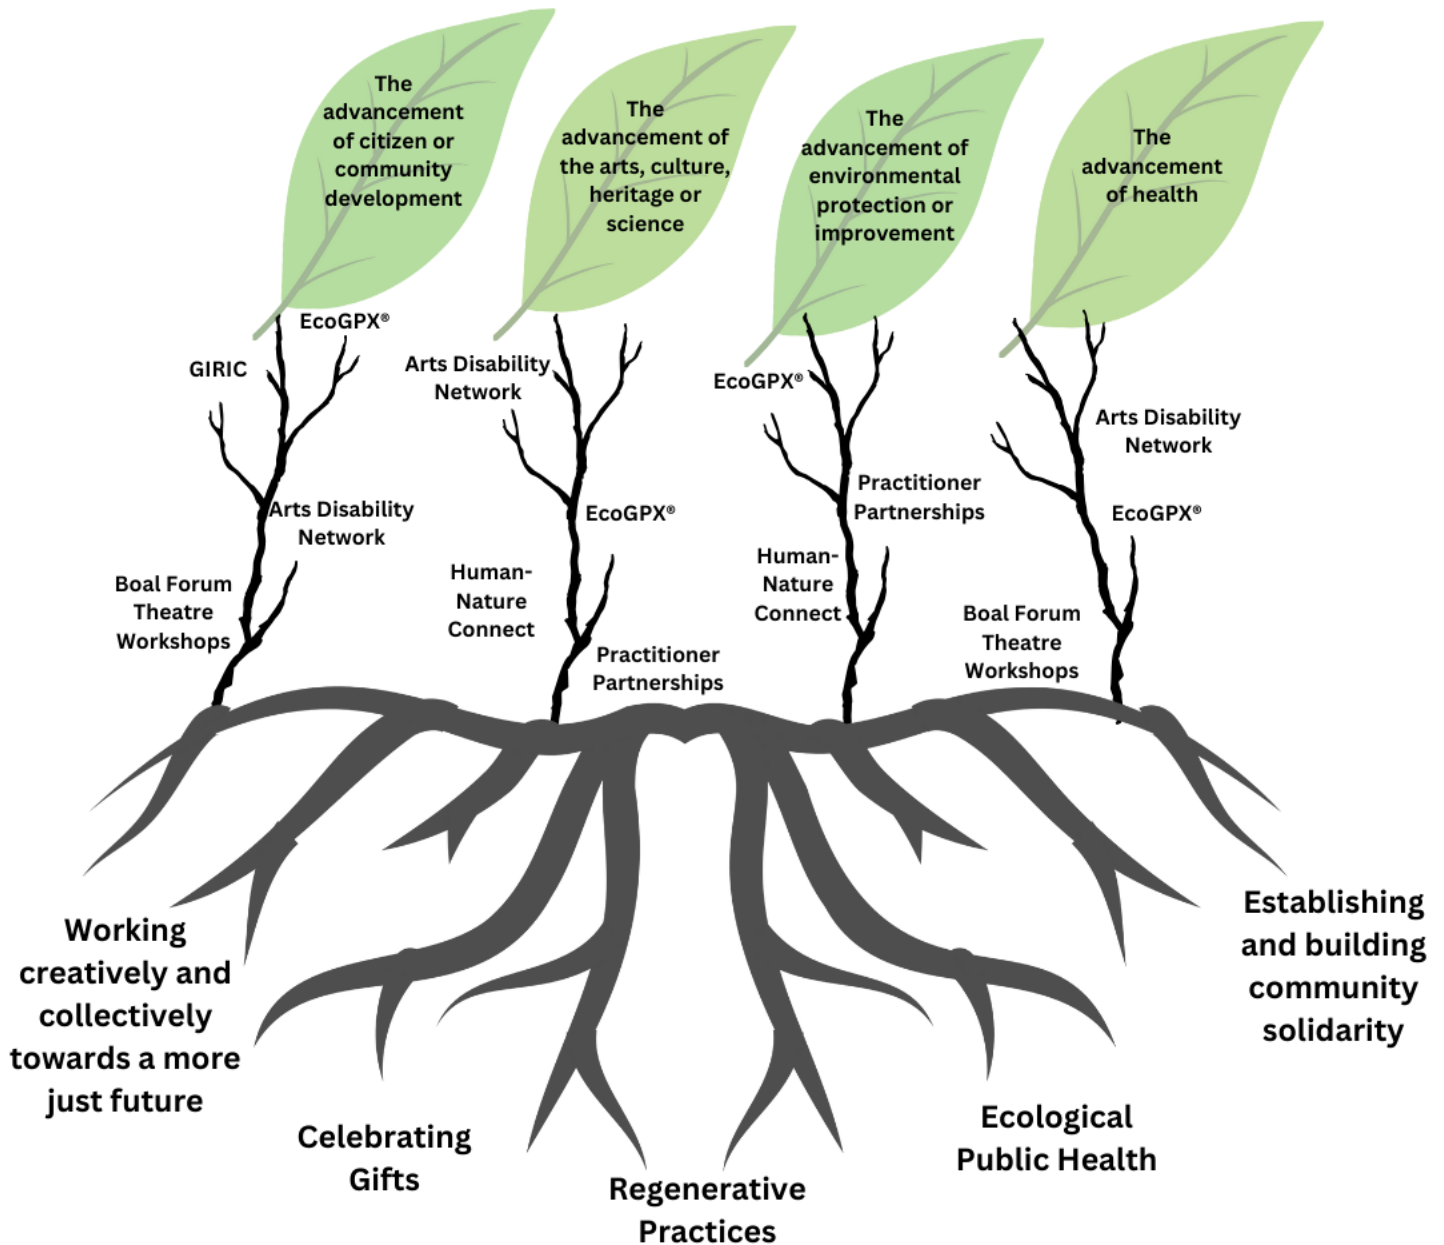 The
advancement
of citizen or
community
development
The
advancement of
the arts, culture,
heritage or
science
The
advancement of
environmental
protection or
improvement
The
advancement
of health
EcoGPX®
GIRIC
Arts Disability
Network
Boal Forum
Theatre
Workshops
Arts Disability
Network
EcoGPX®
Human-
Nature
Connect
Practitioner
Partnerships
EcoGPX®
Practitioner
Partnerships
Human-
Nature
Connect
Arts Disability
Network
EcoGPX®
Boal Forum
Theatre
Workshops
Working
creatively and
collectively
towards a more
just future
Celebrating
Gifts
Regenerative
Practices
Ecological
Public Health
Establishing
and building
community
solidarity